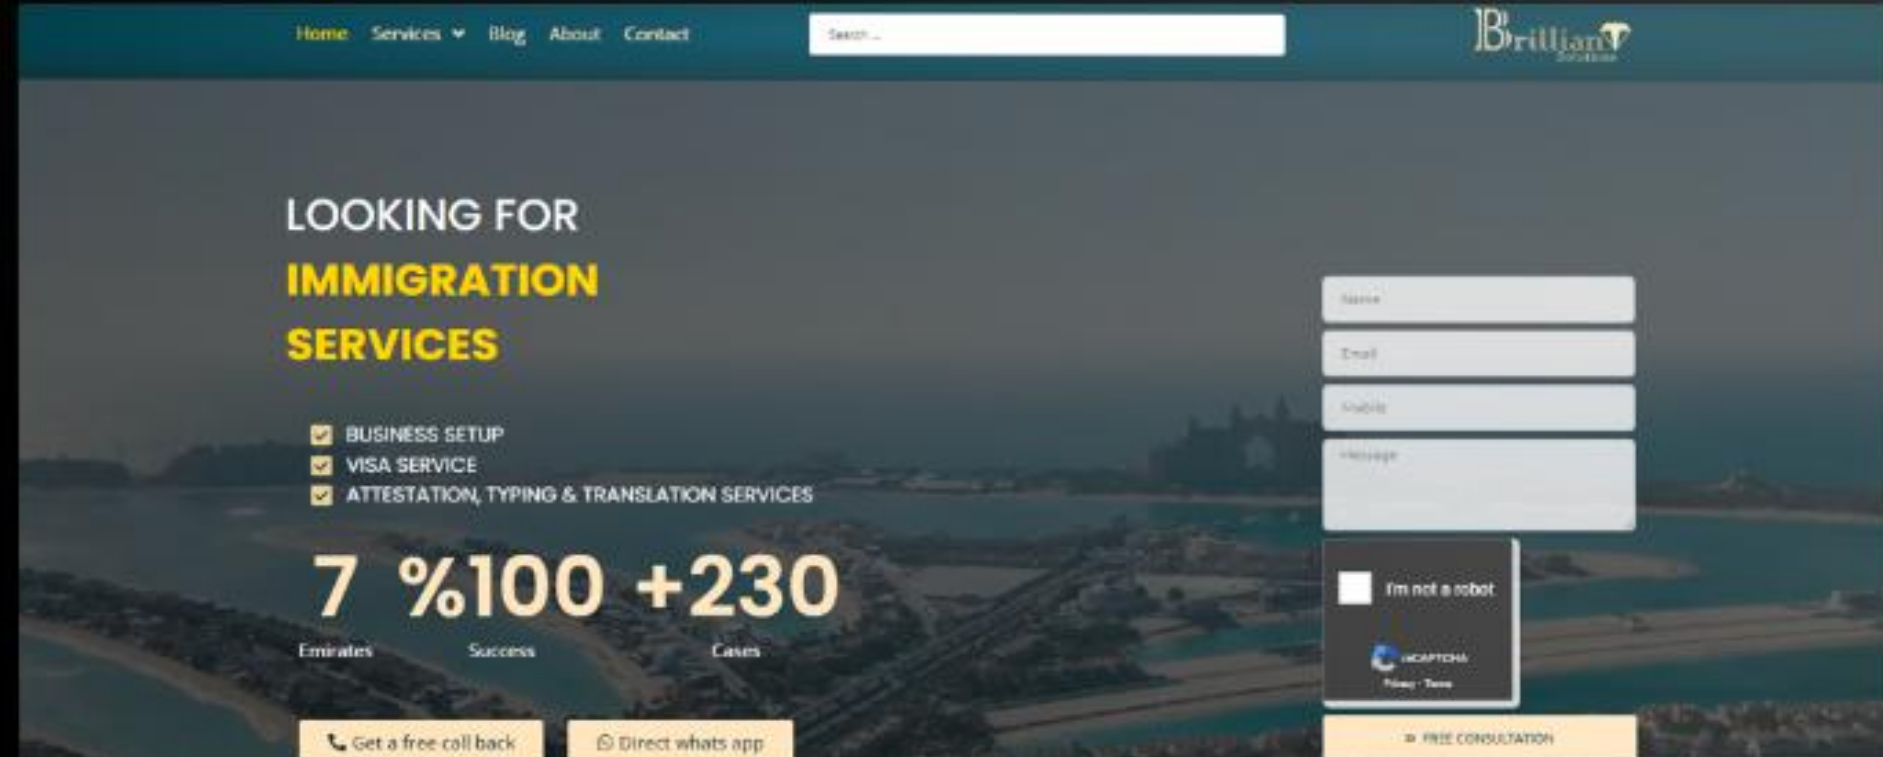 Home Services Blog About Contact
Search ...
Brilliant
LOOKING FOR
IMMIGRATION
SERVICES
BUSINESS SETUP
VISA SERVICE
ATTESTATION, TYPING & TRANSLATION SERVICES
7 %100 +230
Emirates Success Cases
Get a free call back
Direct whats app
Name
Email
Mobile
Message
I'm not a robot
reCAPTCHA
Privacy - Terms
FREE CONSULTATION